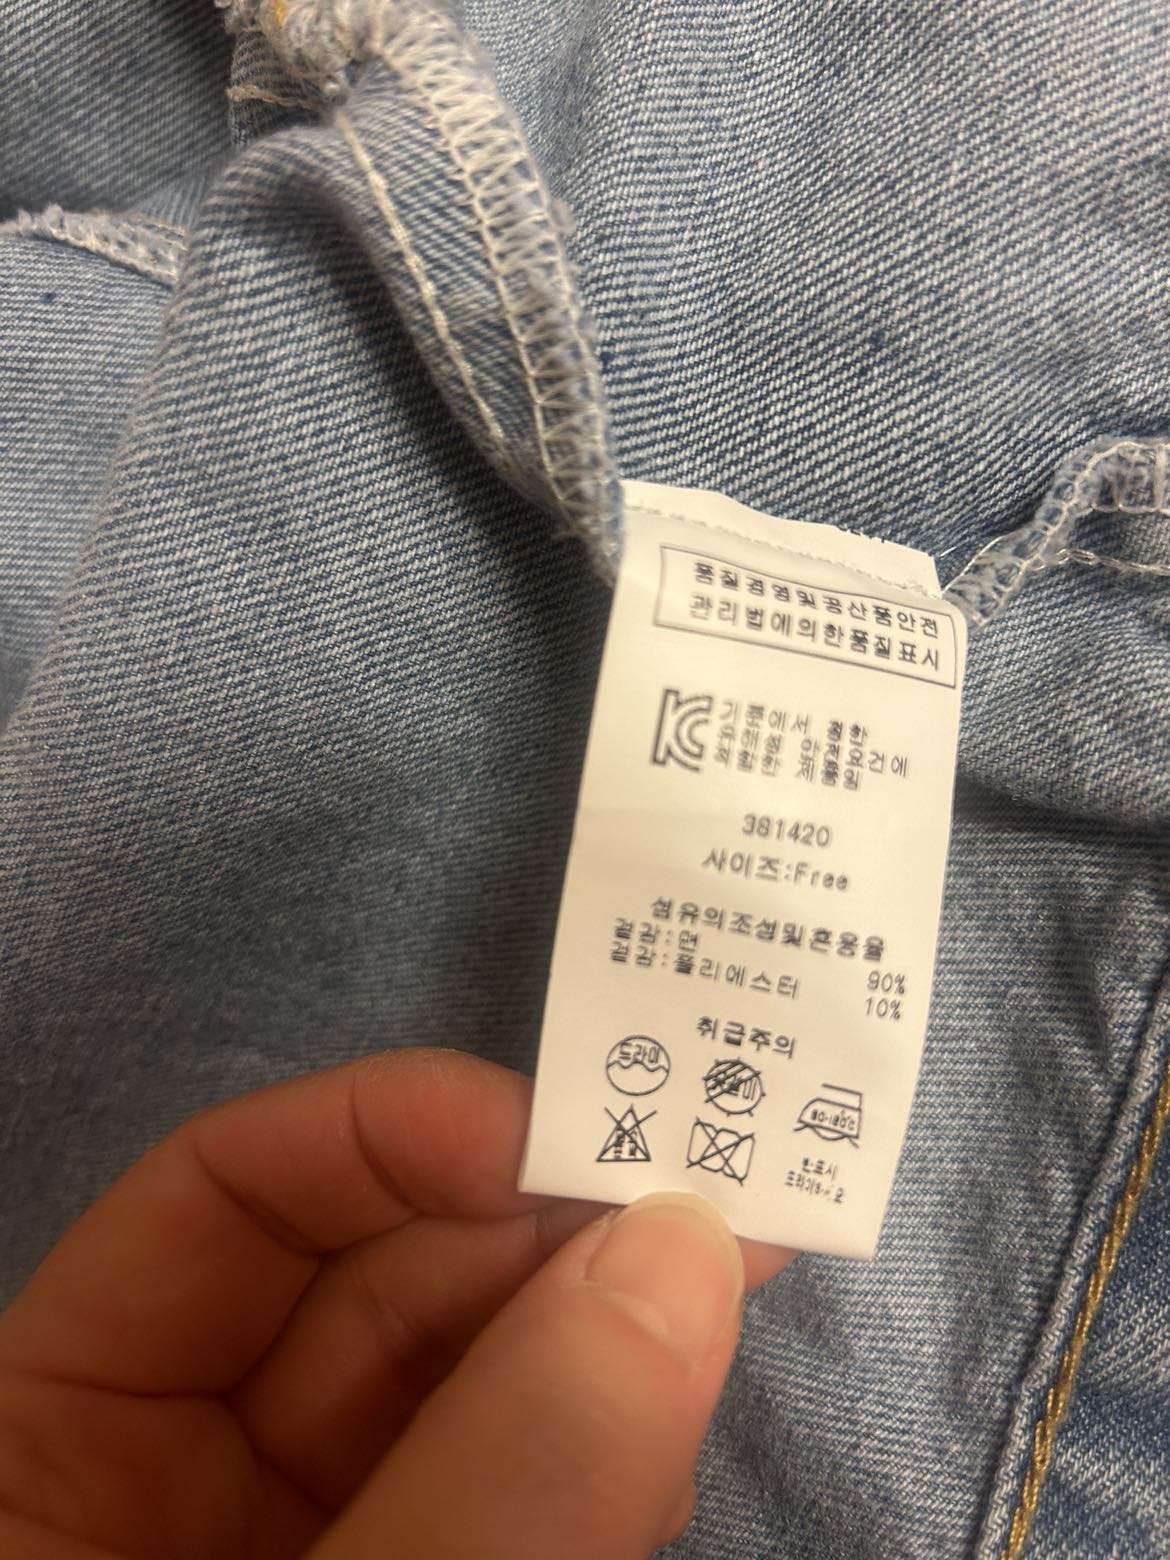 품질경영및공산품안전
관리법에의한품질표시
기품에서 정한
유해성 안전요건에
적합한 제품임
381420
사이즈:Free
섬유의조성및혼용율
겉감:면 90%
겉감:폴리에스터 10%
취급주의
드라이
80-120℃